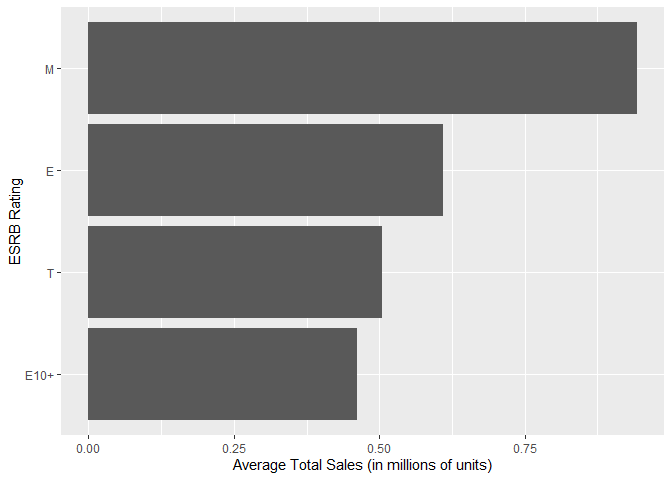 M
E
T
E10+
ESRB Rating
0.00 0.25 0.50 0.75
Average Total Sales (in millions of units)